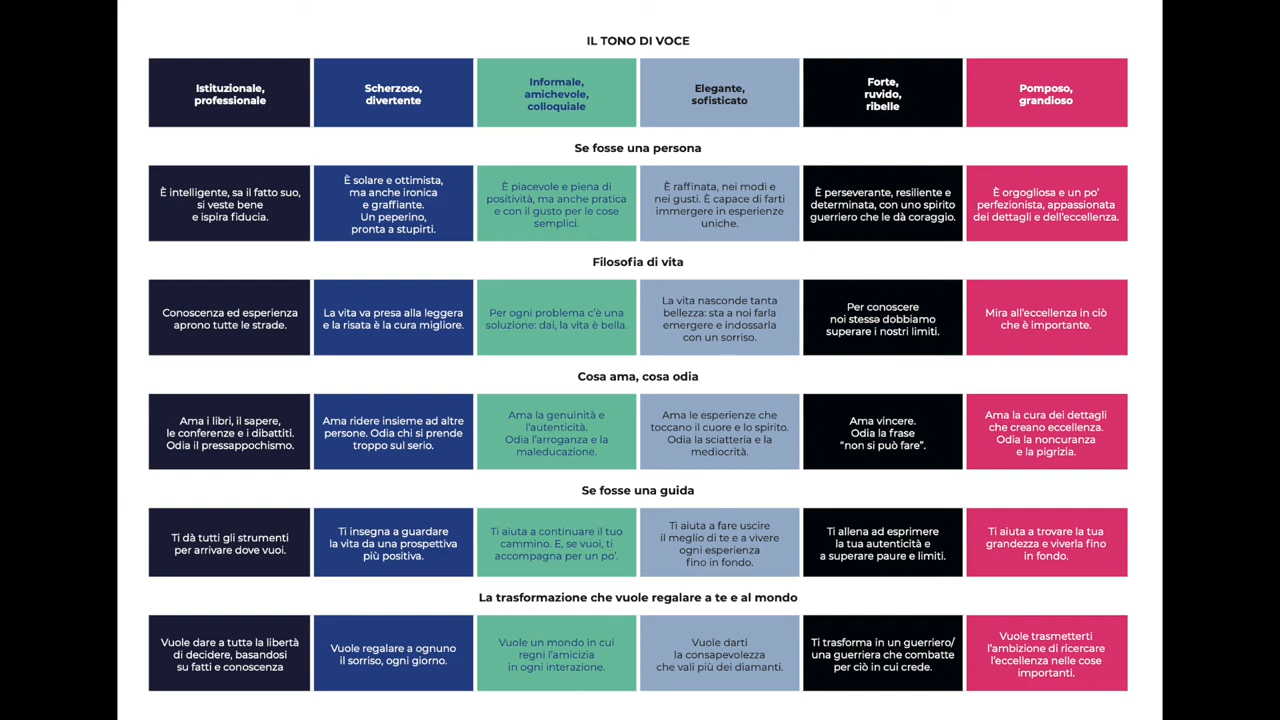 IL TONO DI VOCE
Istituzionale,
professionale
Scherzoso,
divertente
Informale,
amichevole,
colloquiale
Elegante,
sofisticato
Forte,
ruvido,
ribelle
Pomposo,
grandioso
Se fosse una persona
È intelligente, sa il fatto suo,
si veste bene
e ispira fiducia.
È solare e ottimista,
ma anche ironica
e graffiante.
Un peperino,
pronta a stupirti.
È piacevole e piena di
positività, ma anche pratica
e con il gusto per le cose
semplici.
È raffinata, nei modi e
nei gusti. È capace di farti
immergere in esperienze
uniche.
È perseverante, resiliente e
determinata, con uno spirito
guerriero che le dà coraggio.
È orgogliosa e un po’
perfezionista, appassionata
dei dettagli e dell’eccellenza.
Filosofia di vita
Conoscenza ed esperienza
aprono tutte le strade.
La vita va presa alla leggera
e la risata è la cura migliore.
Per ogni problema c’è una
soluzione: dai, la vita è bella.
La vita nasconde tanta
bellezza: sta a noi farla
emergere e indossarla
con un sorriso.
Per conoscere
noi stessə dobbiamo
superare i nostri limiti.
Mira all’eccellenza in ciò
che è importante.
Cosa ama, cosa odia
Ama i libri, il sapere,
le conferenze e i dibattiti.
Odia il pressappochismo.
Ama ridere insieme ad altre
persone. Odia chi si prende
troppo sul serio.
Ama la genuinità e
l’autenticità.
Odia l’arroganza e la
maleducazione.
Ama le esperienze che
toccano il cuore e lo spirito.
Odia la sciatteria e la
mediocrità.
Ama vincere.
Odia la frase
“non si può fare”.
Ama la cura dei dettagli
che creano eccellenza.
Odia la noncuranza
e la pigrizia.
Se fosse una guida
Ti dà tutti gli strumenti
per arrivare dove vuoi.
Ti insegna a guardare
la vita da una prospettiva
più positiva.
Ti aiuta a continuare il tuo
cammino. E, se vuoi, ti
accompagna per un po’.
Ti aiuta a fare uscire
il meglio di te e a vivere
ogni esperienza
fino in fondo.
Ti allena ad esprimere
la tua autenticità e
a superare paure e limiti.
Ti aiuta a trovare la tua
grandezza e viverla fino
in fondo.
La trasformazione che vuole regalare a te e al mondo
Vuole dare a tuttə la libertà
di decidere, basandosi
su fatti e conoscenza
Vuole regalare a ognuno
il sorriso, ogni giorno.
Vuole un mondo in cui
regni l’amicizia
in ogni interazione.
Vuole darti
la consapevolezza
che vali più dei diamanti.
Ti trasforma in un guerriero/
una guerriera che combatte
per ciò in cui crede.
Vuole trasmetterti
l’ambizione di ricercare
l’eccellenza nelle cose
importanti.